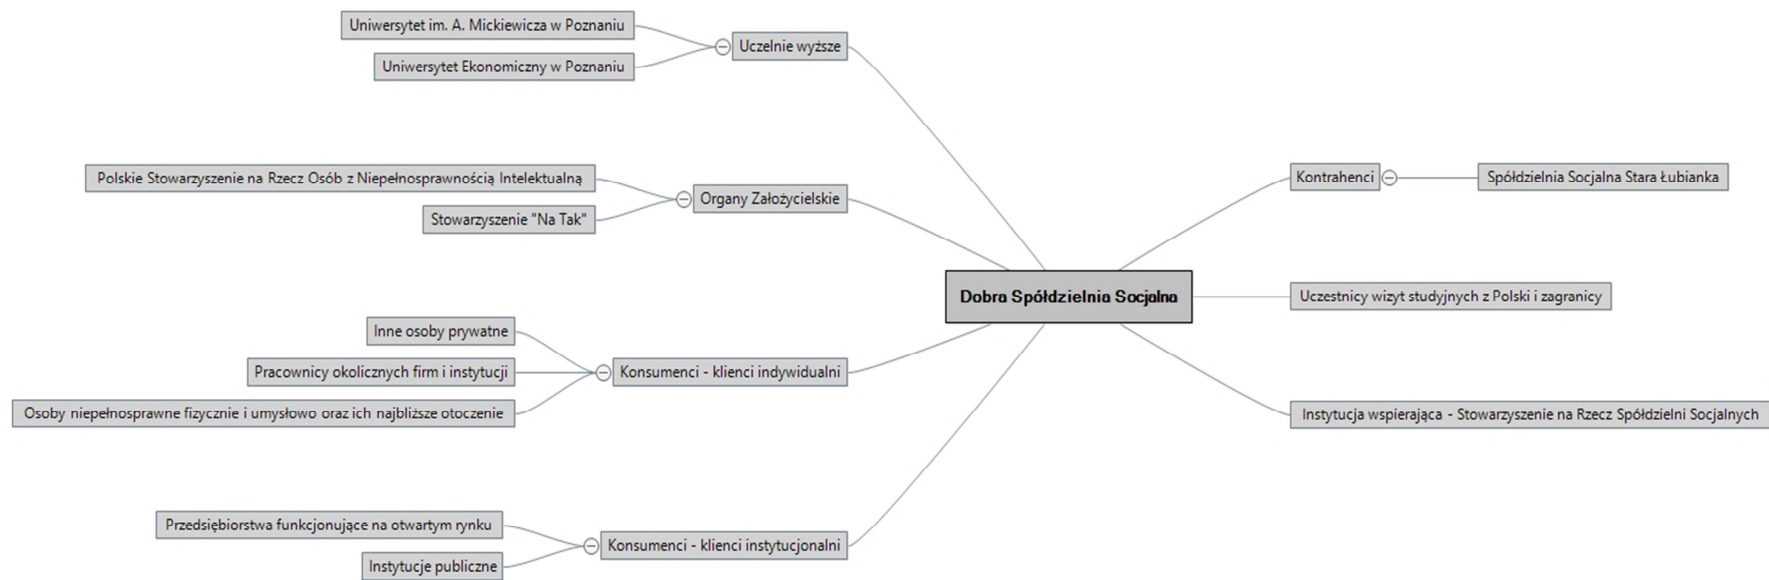 Uniwersytet im. A. Mickiewicza w Poznaniu
Uniwersytet Ekonomiczny w Poznaniu
Uczelnie wyższe
Polskie Stowarzyszenie na Rzecz Osób z Niepełnosprawnością Intelektualną
Stowarzyszenie "Na Tak"
Organy Założycielskie
Inne osoby prywatne
Pracownicy okolicznych firm i instytucji
Osoby niepełnosprawne fizycznie i umysłowo oraz ich najbliższe otoczenie
Konsumenci - klienci indywidualni
Przedsiębiorstwa funkcjonujące na otwartym rynku
Instytucje publiczne
Konsumenci - klienci instytucjonalni
Dobra Spółdzielnia Socjalna
Kontrahenci
Spółdzielnia Socjalna Stara Łubianka
Uczestnicy wizyt studyjnych z Polski i zagranicy
Instytucja wspierająca - Stowarzyszenie na Rzecz Spółdzielni Socjalnych